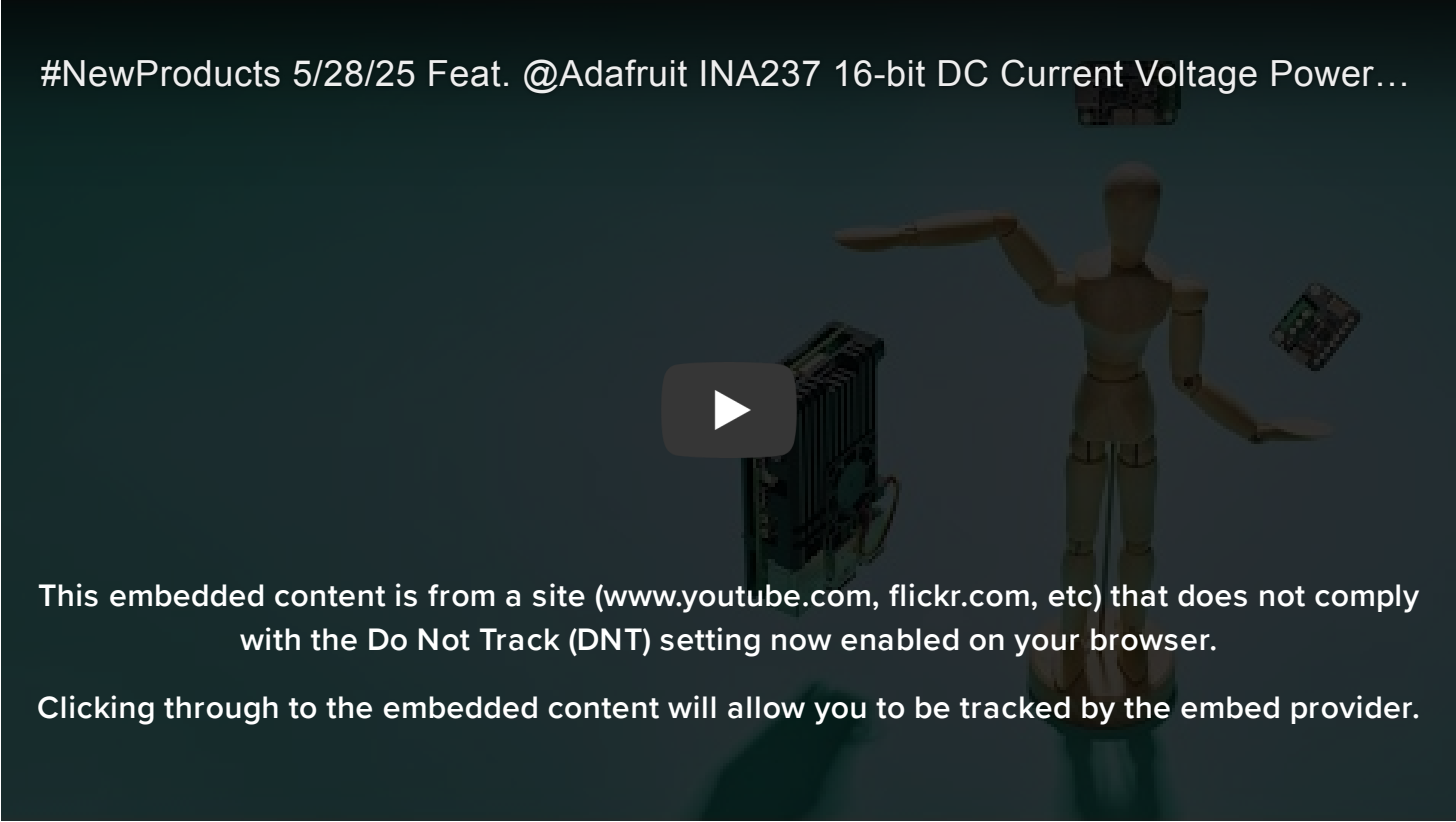 #NewProducts 5/28/25 Feat. @Adafruit INA237 16-bit DC Current Voltage Power…
This embedded content is from a site (www.youtube.com, flickr.com, etc) that does not comply
with the Do Not Track (DNT) setting now enabled on your browser.
Clicking through to the embedded content will allow you to be tracked by the embed provider.